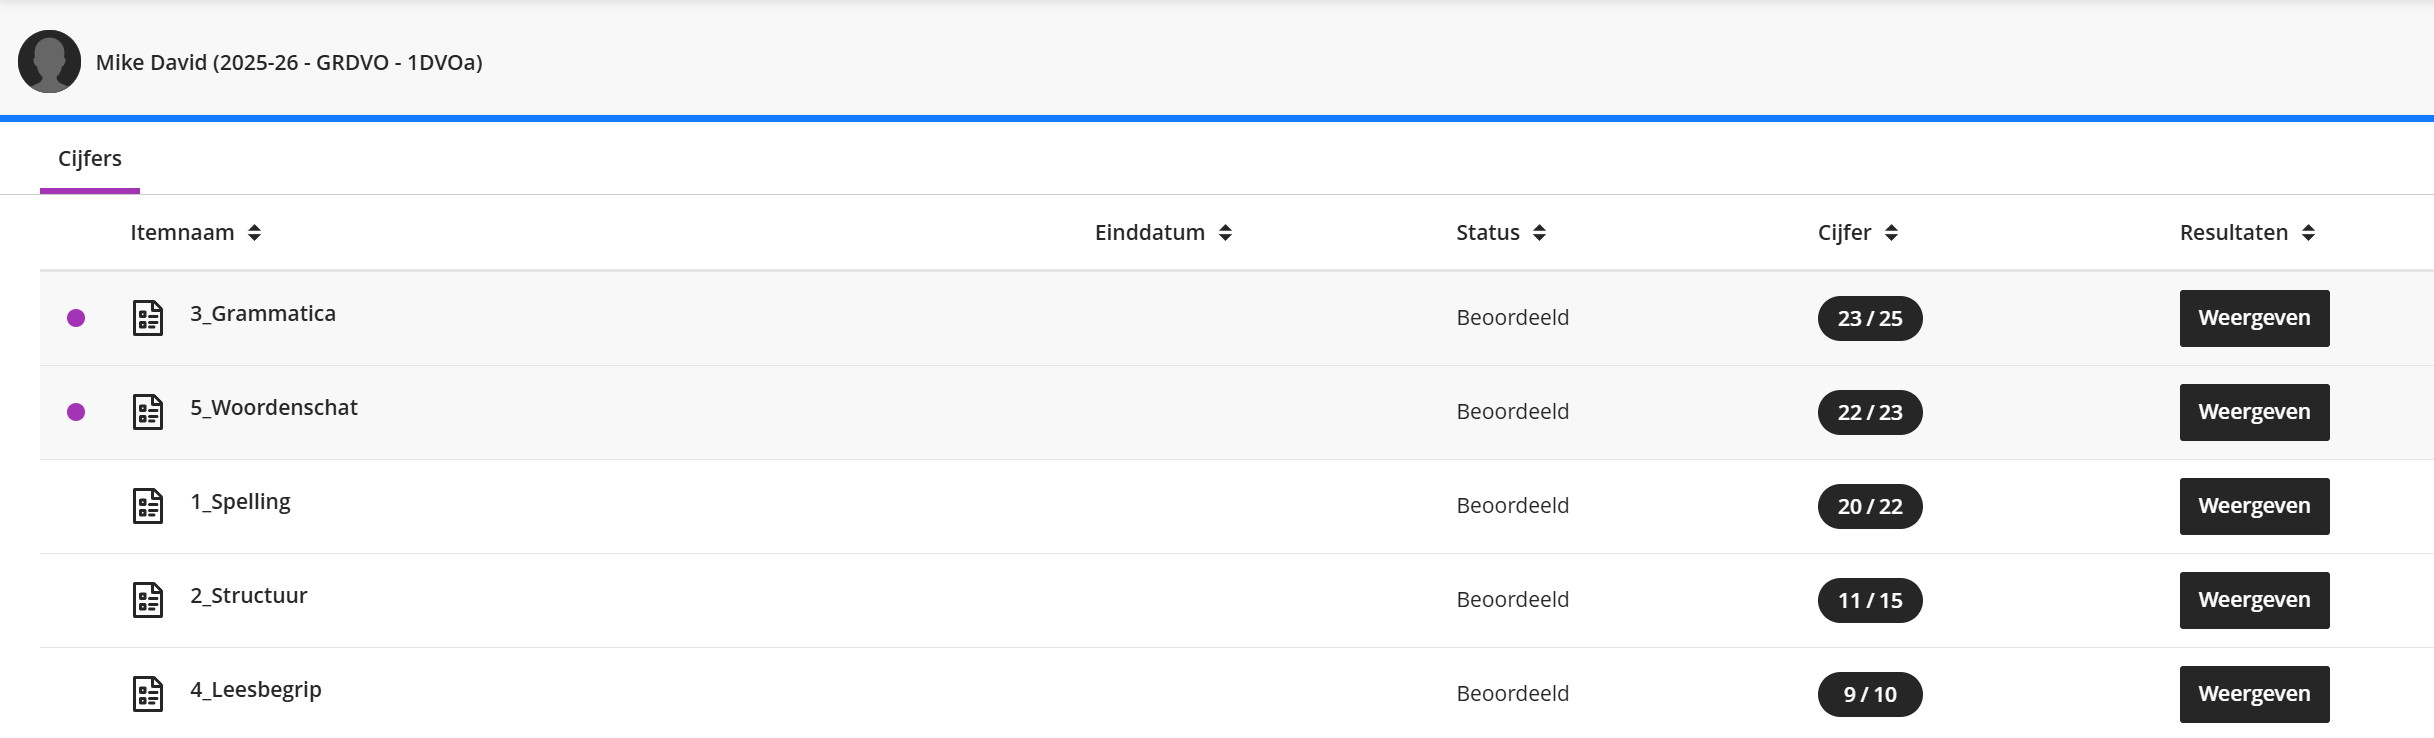 Mike David (2025-26 - GRDVO - 1DVOa)
Cijfers
Itemnaam Einddatum Status Cijfer Resultaten
3_Grammatica Beoordeeld 23 / 25 Weergeven
5_Woordenschat Beoordeeld 22 / 23 Weergeven
1_Spelling Beoordeeld 20 / 22 Weergeven
2_Structuur Beoordeeld 11 / 15 Weergeven
4_Leesbegrip Beoordeeld 9 / 10 Weergeven